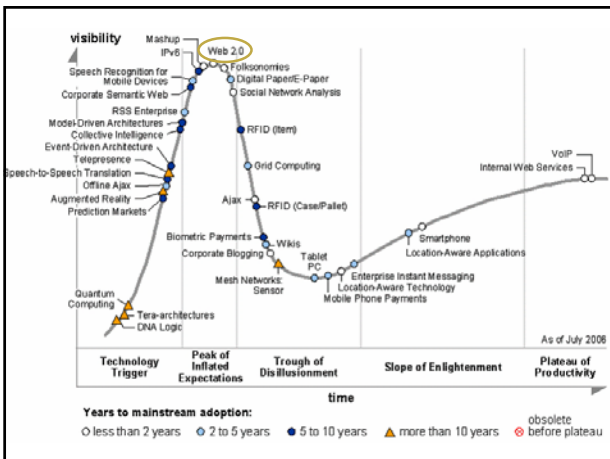 visibility
Mashup
IPv6
Web 2.0
Folksonomies
Speech Recognition for
Mobile Devices
Digital Paper/E-Paper
Corporate Semantic Web
Social Network Analysis
RSS Enterprise
Model-Driven Architectures
Collective Intelligence
RFID (Item)
Event-Driven Architecture
Telepresence
Speech-to-Speech Translation
Grid Computing
Offline Ajax
Augmented Reality
Prediction Markets
Ajax
RFID (Case/Pallet)
VoIP
Internal Web Services
Biometric Payments
Wikis
Corporate Blogging
Smartphone
Location-Aware Applications
Mesh Networks:
Sensor
Tablet
PC
Enterprise Instant Messaging
Location-Aware Technology
Mobile Phone Payments
Quantum
Computing
Tera-architectures
DNA Logic
As of July 2006
Technology
Trigger
Peak of
Inflated
Expectations
Trough of
Disillusionment
Slope of Enlightenment
Plateau of
Productivity
time
Years to mainstream adoption:
less than 2 years
2 to 5 years
5 to 10 years
more than 10 years
obsolete
before plateau